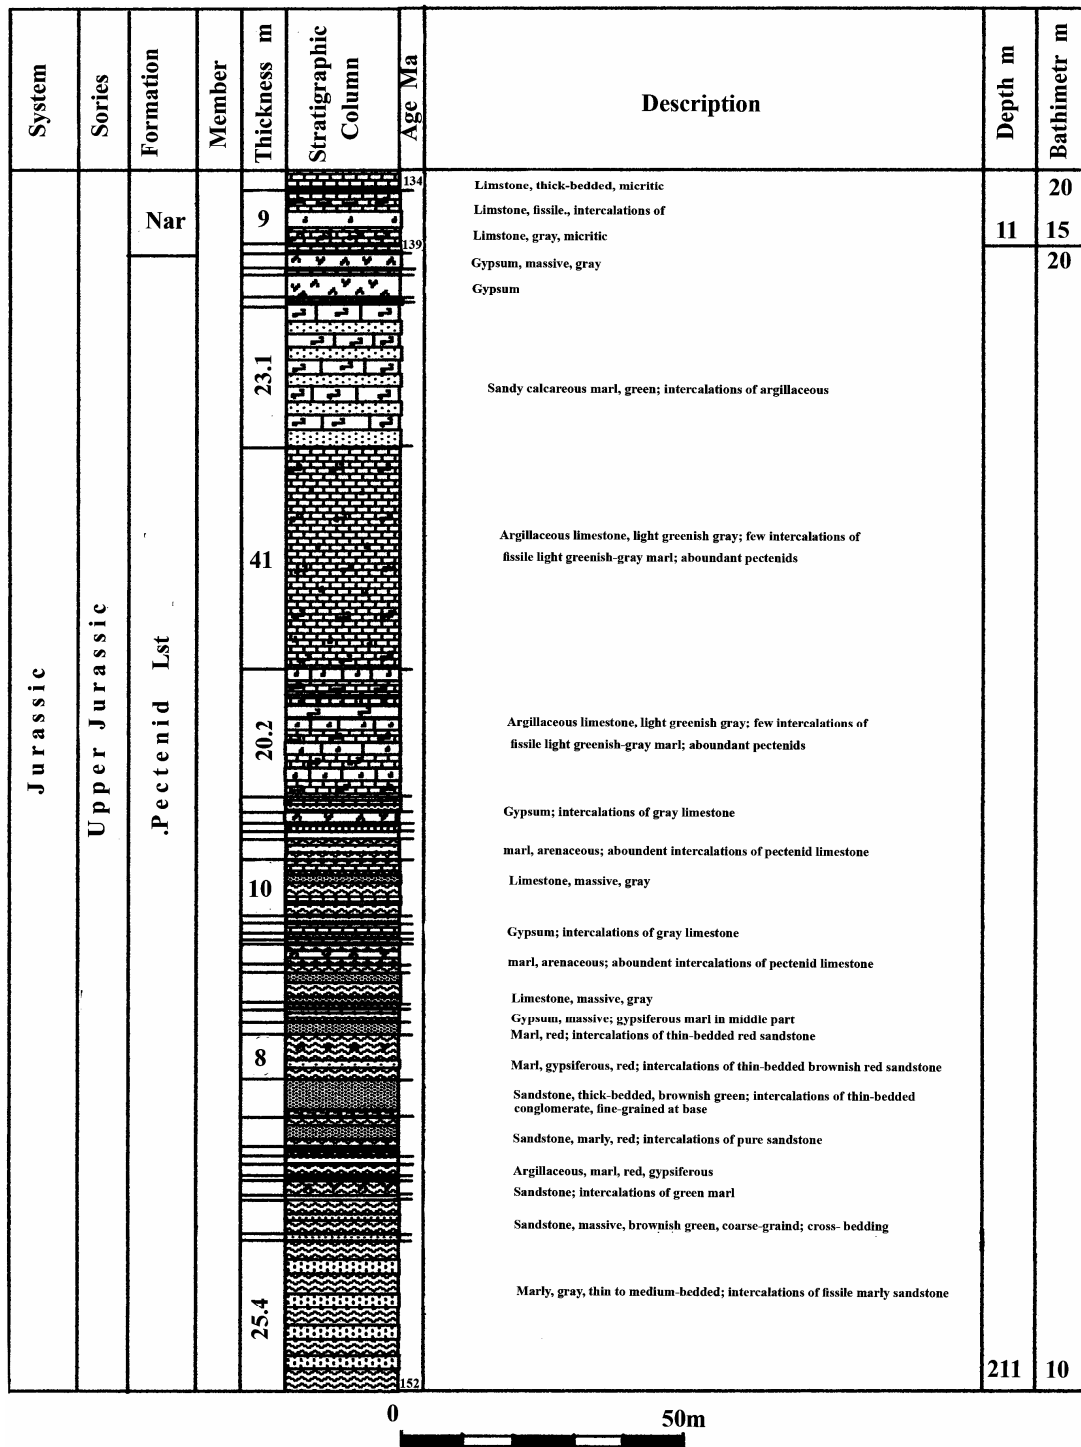 System
Sories
Formation
Member
Thickness m
Stratigraphic
Column
Age Ma
Description
Depth m
Bathimetr m
134
Limstone, thick-bedded, micritic
20
Nar
9
Limstone, fissile., intercalations of
Limstone, gray, micritic
11
15
139
Gypsum, massive, gray
20
Gypsum
23.1
Sandy calcareous marl, green; intercalations of argillaceous
41
Argillaceous limestone, light greenish gray; few intercalations of
fissile light greenish-gray marl; aboundant pectenids
Jurassic
Upper Jurassic
.Pectenid Lst
20.2
Argillaceous limestone, light greenish gray; few intercalations of
fissile light greenish-gray marl; aboundant pectenids
Gypsum; intercalations of gray limestone
marl, arenaceous; aboundent intercalations of pectenid limestone
10
Limestone, massive, gray
Gypsum; intercalations of gray limestone
marl, arenaceous; aboundent intercalations of pectenid limestone
Limestone, massive, gray
Gypsum, massive; gypsiferous marl in middle part
Marl, red; intercalations of thin-bedded red sandstone
8
Marl, gypsiferous, red; intercalations of thin-bedded brownish red sandstone
Sandstone, thick-bedded, brownish green; intercalations of thin-bedded
conglomerate, fine-grained at base
Sandstone, marly, red; intercalations of pure sandstone
Argillaceous, marl, red, gypsiferous
Sandstone; intercalations of green marl
Sandstone, massive, brownish green, coarse-graind; cross- bedding
25.4
Marly, gray, thin to medium-bedded; intercalations of fissile marly sandstone
152
211
10
0
50m